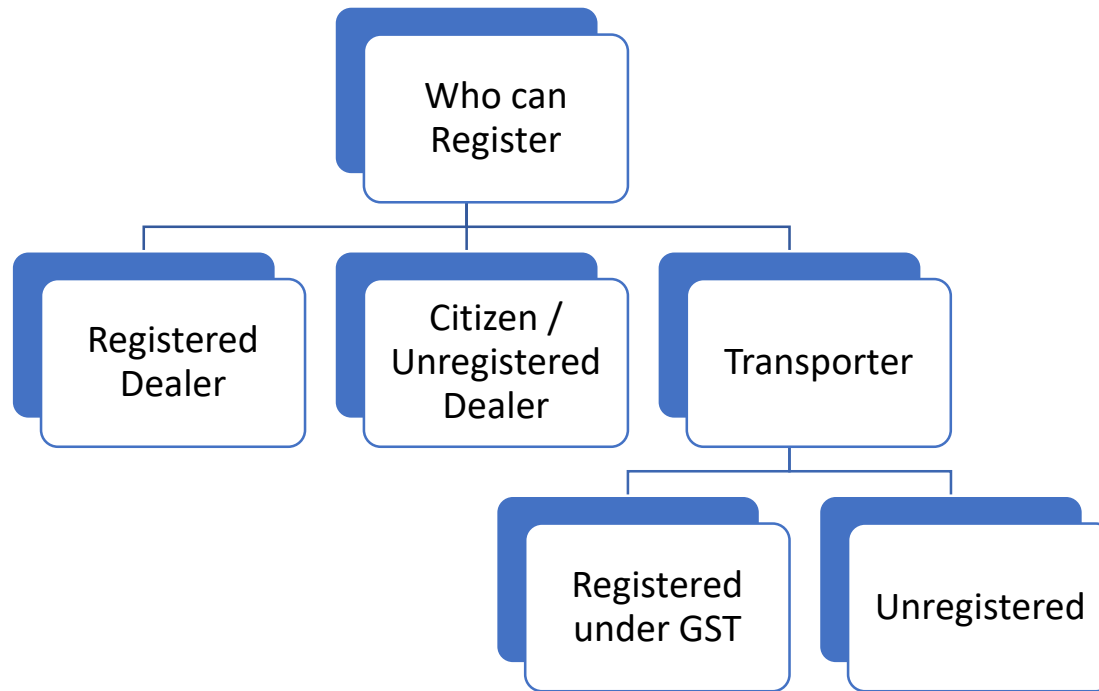 Who can
Register
Registered
Dealer
Citizen /
Unregistered
Dealer
Transporter
Registered
under GST
Unregistered